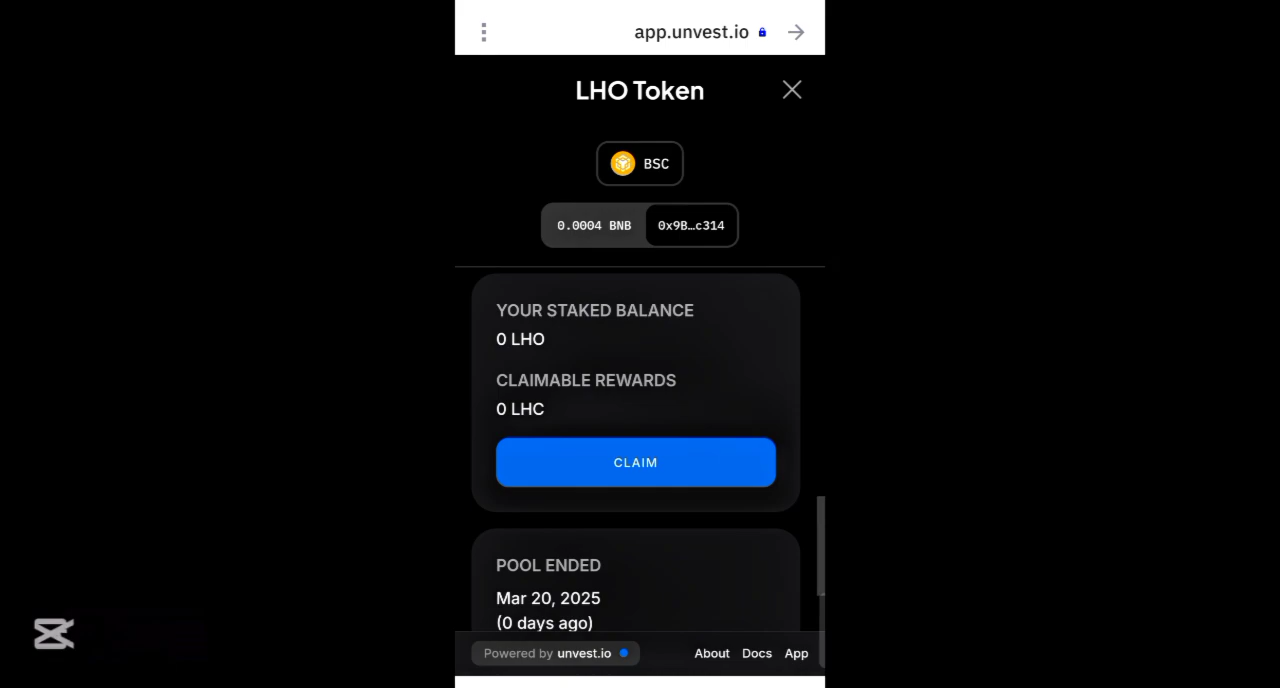 app.unvest.io
LHO Token
BSC
0.0004 BNB 0x9B…c314
YOUR STAKED BALANCE
0 LHO
CLAIMABLE REWARDS
0 LHC
CLAIM
POOL ENDED
Mar 20, 2025
(0 days ago)
Powered by unvest.io About Docs App